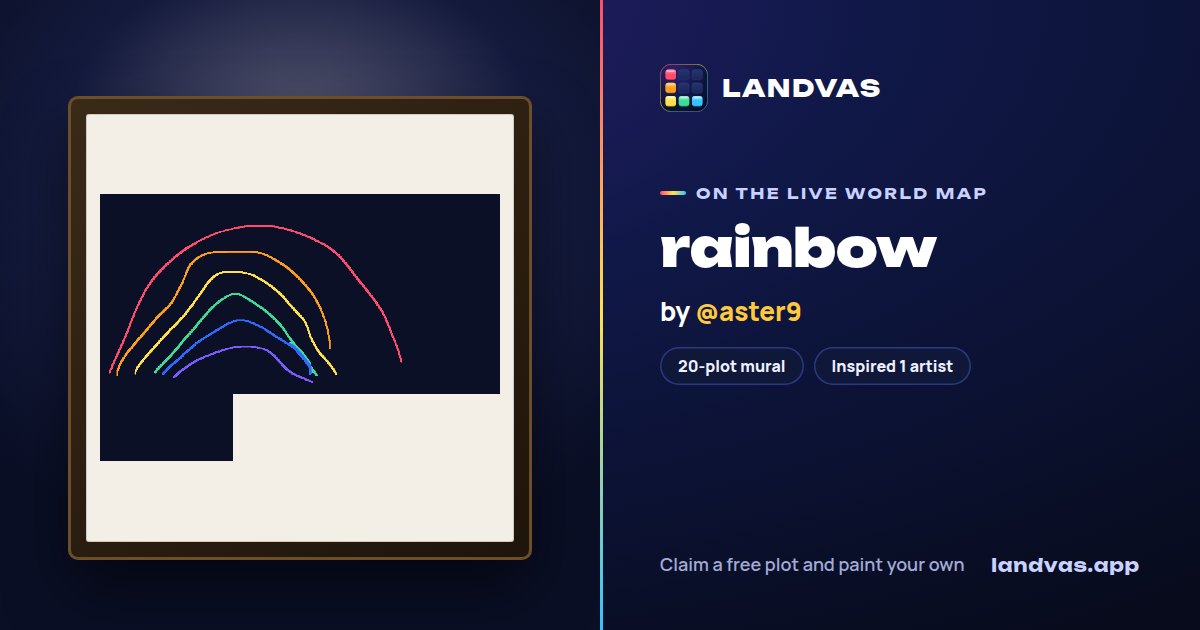 LANDVAS
ON THE LIVE WORLD MAP
rainbow
by @aster9
20-plot mural Inspired 1 artist
Claim a free plot and paint your own landvas.app